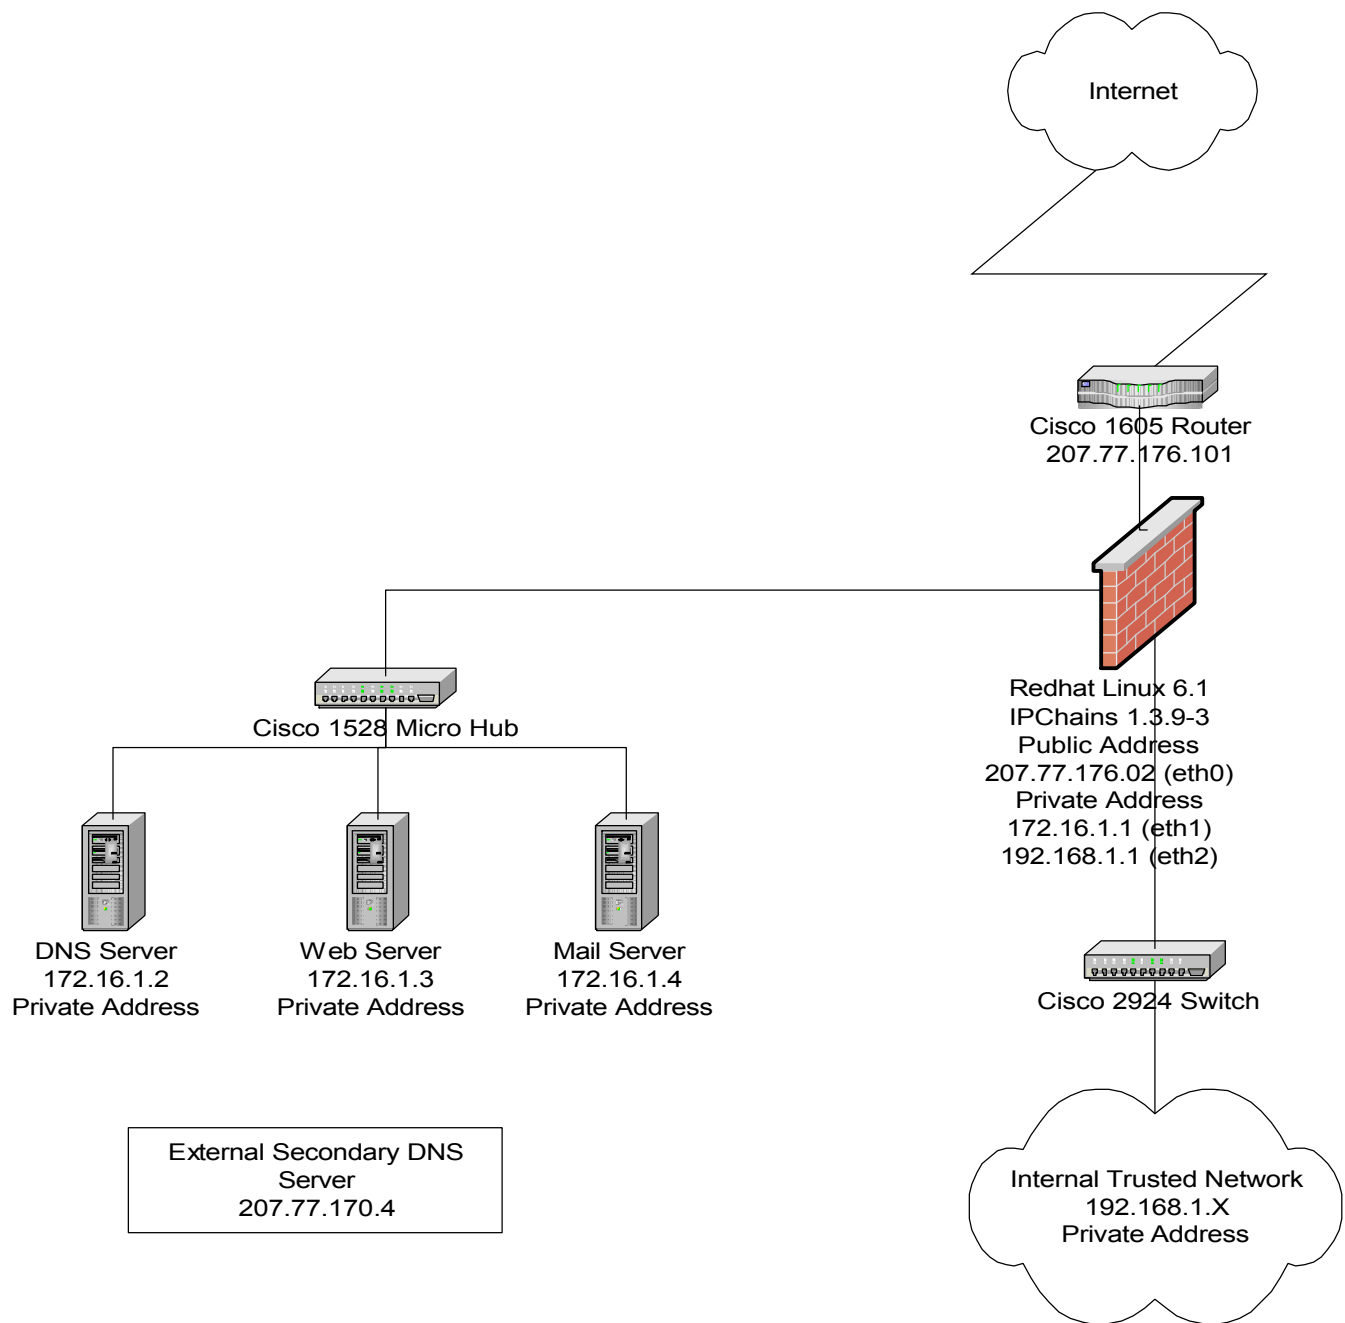 Internet
Cisco 1605 Router
207.77.176.101
Redhat Linux 6.1
IPChains 1.3.9-3
Public Address
207.77.176.02 (eth0)
Private Address
172.16.1.1 (eth1)
192.168.1.1 (eth2)
Cisco 1528 Micro Hub
DNS Server
172.16.1.2
Private Address
Web Server
172.16.1.3
Private Address
Mail Server
172.16.1.4
Private Address
Cisco 2924 Switch
External Secondary DNS
Server
207.77.170.4
Internal Trusted Network
192.168.1.X
Private Address